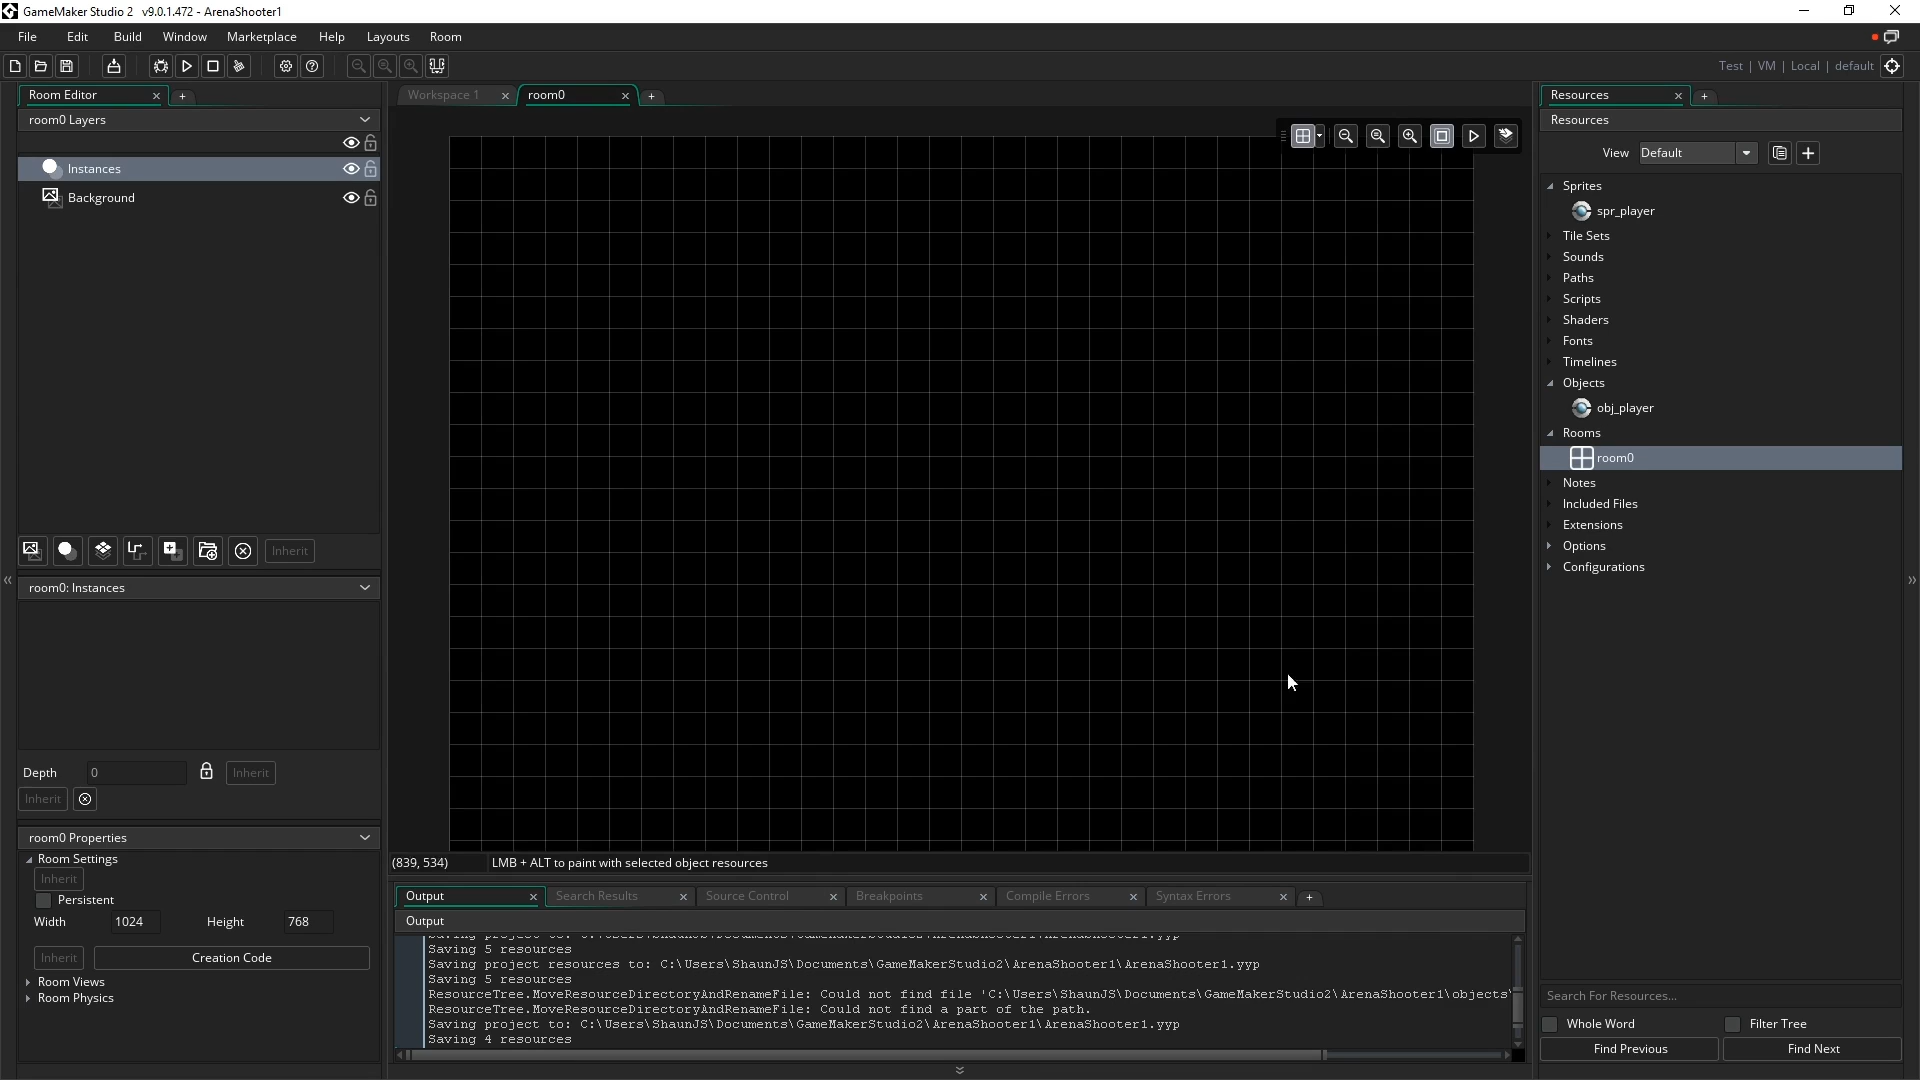 GameMaker Studio 2 v9.0.1.472 - ArenaShooter1
File Edit Build Window Marketplace Help Layouts Room
Test | VM | Local | default
Room Editor
room0 Layers
Instances
Background
Inherit
room0: Instances
Depth 0 Inherit
Inherit
room0 Properties
Room Settings
Inherit
Persistent
Width 1024 Height 768
Inherit Creation Code
Room Views
Room Physics
Workspace 1 room0
(839, 534) LMB + ALT to paint with selected object resources
Output Search Results Source Control Breakpoints Compile Errors Syntax Errors
Output
Saving 5 resources
Saving project resources to: C:\Users\ShaunJS\Documents\GameMakerStudio2\ArenaShooter1\ArenaShooter1.yyp
Saving 5 resources
ResourceTree.MoveResourceDirectoryAndRenameFile: Could not find file 'C:\Users\ShaunJS\Documents\GameMakerStudio2\ArenaShooter1\objects\
ResourceTree.MoveResourceDirectoryAndRenameFile: Could not find a part of the path.
Saving project to: C:\Users\ShaunJS\Documents\GameMakerStudio2\ArenaShooter1\ArenaShooter1.yyp
Saving 4 resources
Resources
Resources
View Default
Sprites
spr_player
Tile Sets
Sounds
Paths
Scripts
Shaders
Fonts
Timelines
Objects
obj_player
Rooms
room0
Notes
Included Files
Extensions
Options
Configurations
Search For Resources...
Whole Word Filter Tree
Find Previous Find Next